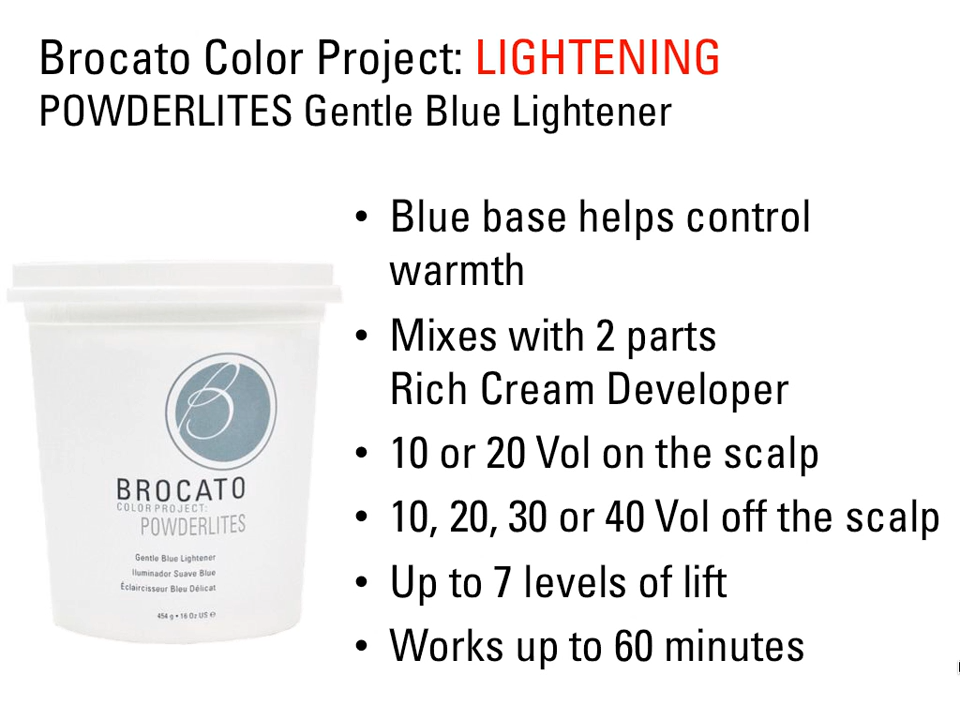 Brocato Color Project: LIGHTENING
POWDERLITES Gentle Blue Lightener
• Blue base helps control
warmth
• Mixes with 2 parts
Rich Cream Developer
• 10 or 20 Vol on the scalp
• 10, 20, 30 or 40 Vol off the scalp
• Up to 7 levels of lift
• Works up to 60 minutes
B
BROCATO
COLOR PROJECT:
POWDERLITES
Gentle Blue Lightener
Iluminador Suave Blue
Éclaircisseur Bleu Délicat
454 g • 16 Oz US ℮